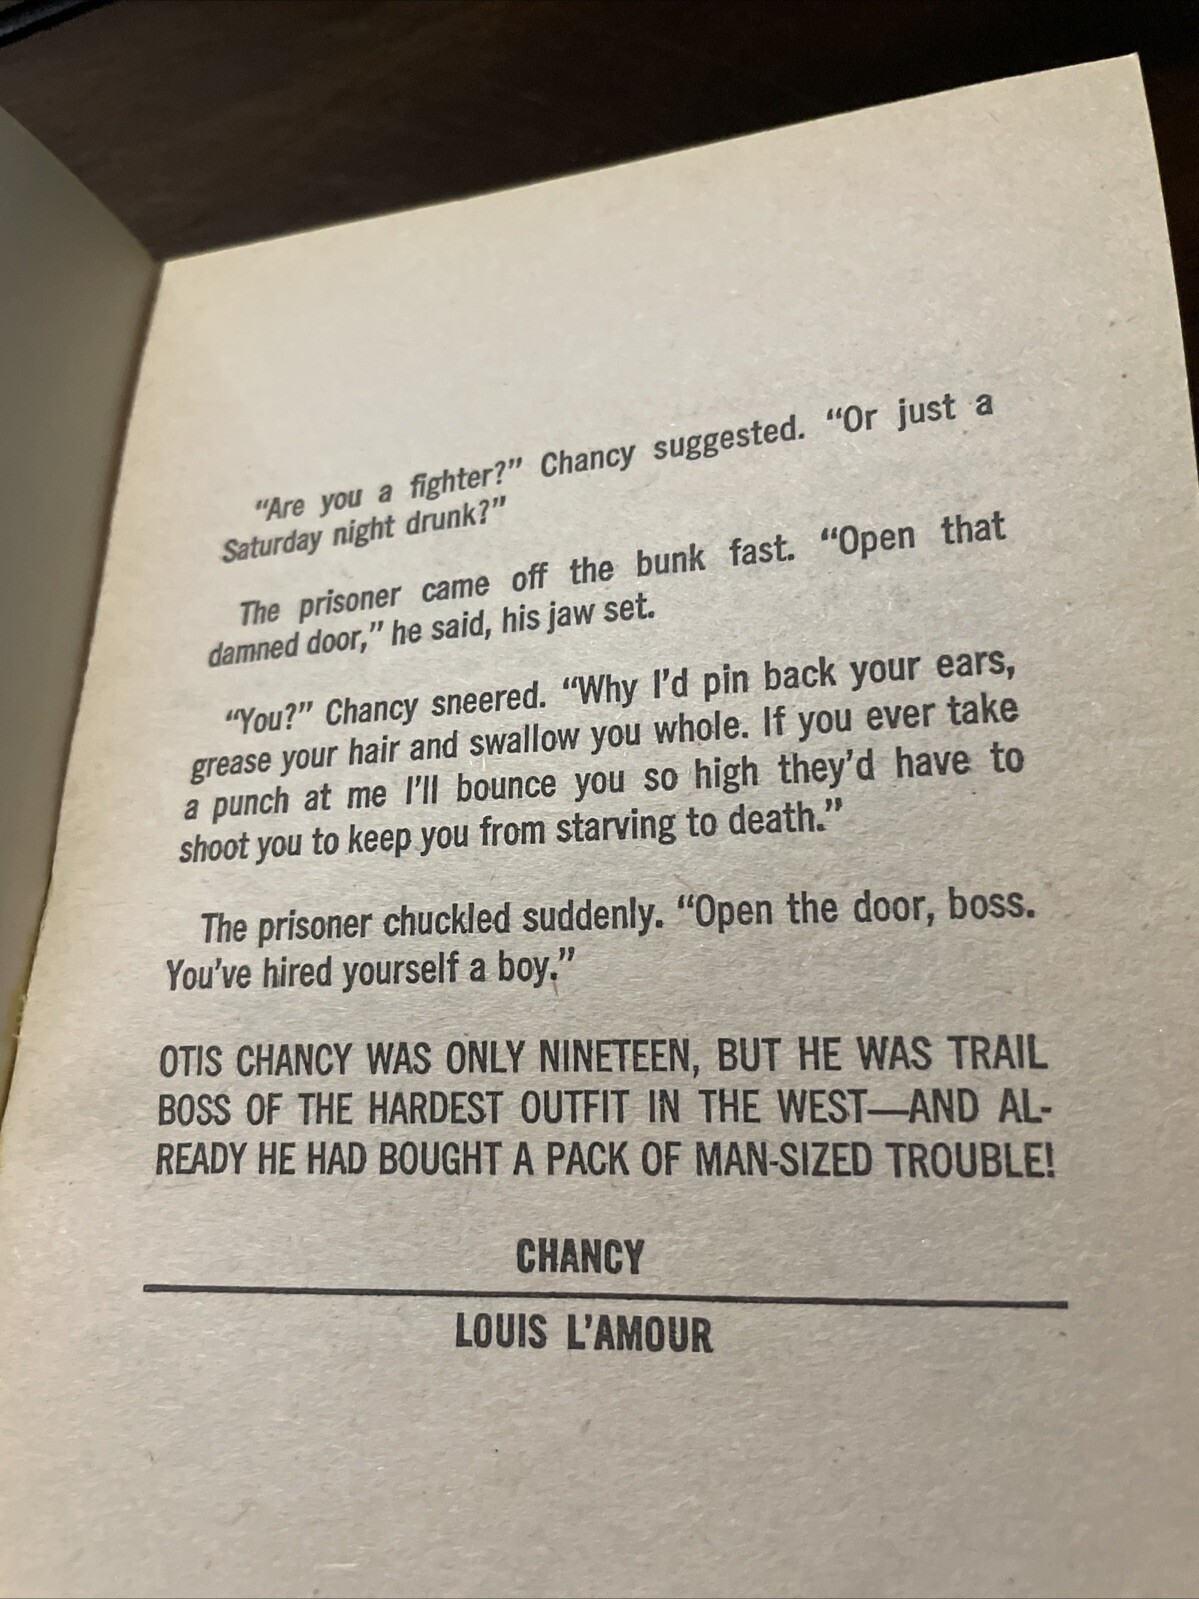 “Are you a fighter?” Chancy suggested. “Or just a
Saturday night drunk?”
The prisoner came off the bunk fast. “Open that
damned door,” he said, his jaw set.
“You?” Chancy sneered. “Why I’d pin back your ears,
grease your hair and swallow you whole. If you ever take
a punch at me I’ll bounce you so high they’d have to
shoot you to keep you from starving to death.”
The prisoner chuckled suddenly. “Open the door, boss.
You’ve hired yourself a boy.”
OTIS CHANCY WAS ONLY NINETEEN, BUT HE WAS TRAIL
BOSS OF THE HARDEST OUTFIT IN THE WEST—AND AL-
READY HE HAD BOUGHT A PACK OF MAN-SIZED TROUBLE!
CHANCY
LOUIS L’AMOUR